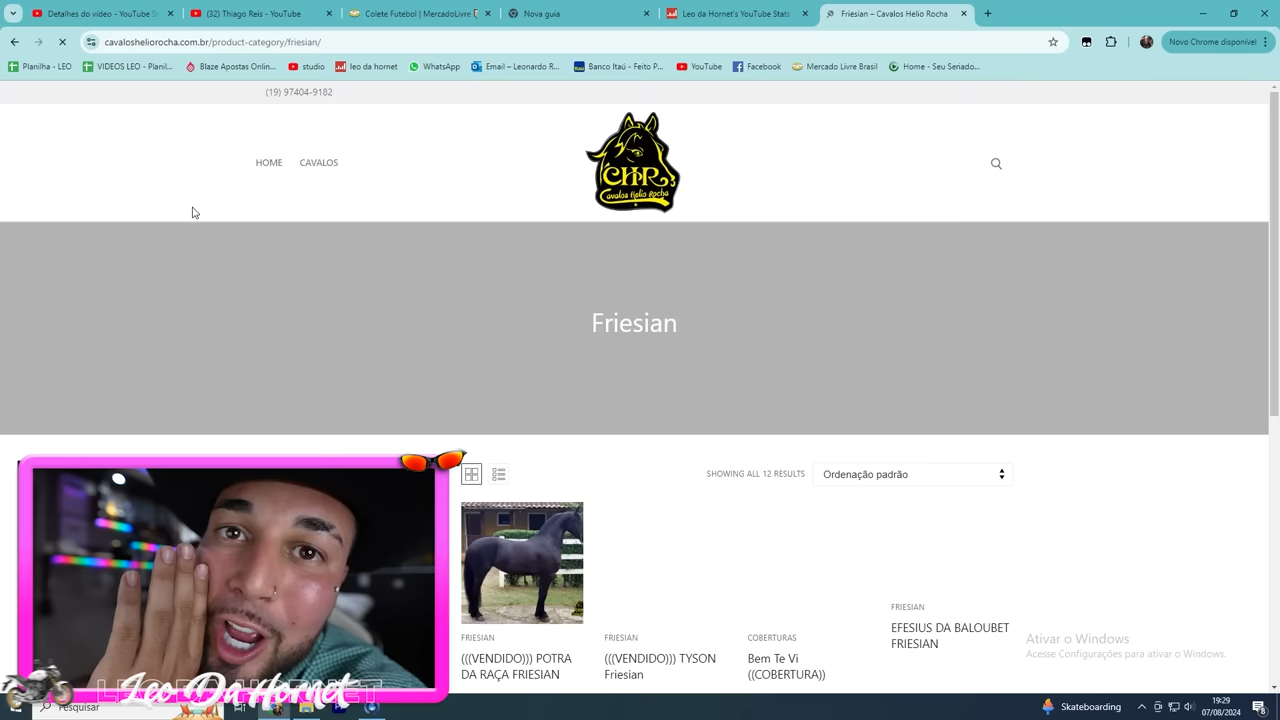 Detalhes do vídeo - YouTube S
(32) Thiago Reis - YouTube
Colete Futebol | MercadoLivre
Nova guia
Leo da Hornet's YouTube Stats
Friesian – Cavalos Helio Rocha
cavalosheliorocha.com.br/product-category/friesian/
Novo Chrome disponível
Planilha - LEO
VIDEOS LEO - Planil...
Blaze Apostas Onlin...
studio
leo da hornet
WhatsApp
Email – Leonardo R...
Banco Itaú - Feito P...
YouTube
Facebook
Mercado Livre Brasil
Home - Seu Seriado...
(19) 97404-9182
HOME
CAVALOS
CHR
Cavalos Helio Rocha
Friesian
SHOWING ALL 12 RESULTS
Ordenação padrão
FRIESIAN
(((VENDIDO))) POTRA
DA RAÇA FRIESIAN
FRIESIAN
(((VENDIDO))) TYSON
Friesian
COBERTURAS
Bem Te Vi
((COBERTURA))
FRIESIAN
EFESIUS DA BALOUBET
FRIESIAN
Ativar o Windows
Acesse Configurações para ativar o Windows.
Leo Da Hornet
Pesquisar
Skateboarding
19:29
07/08/2024
8